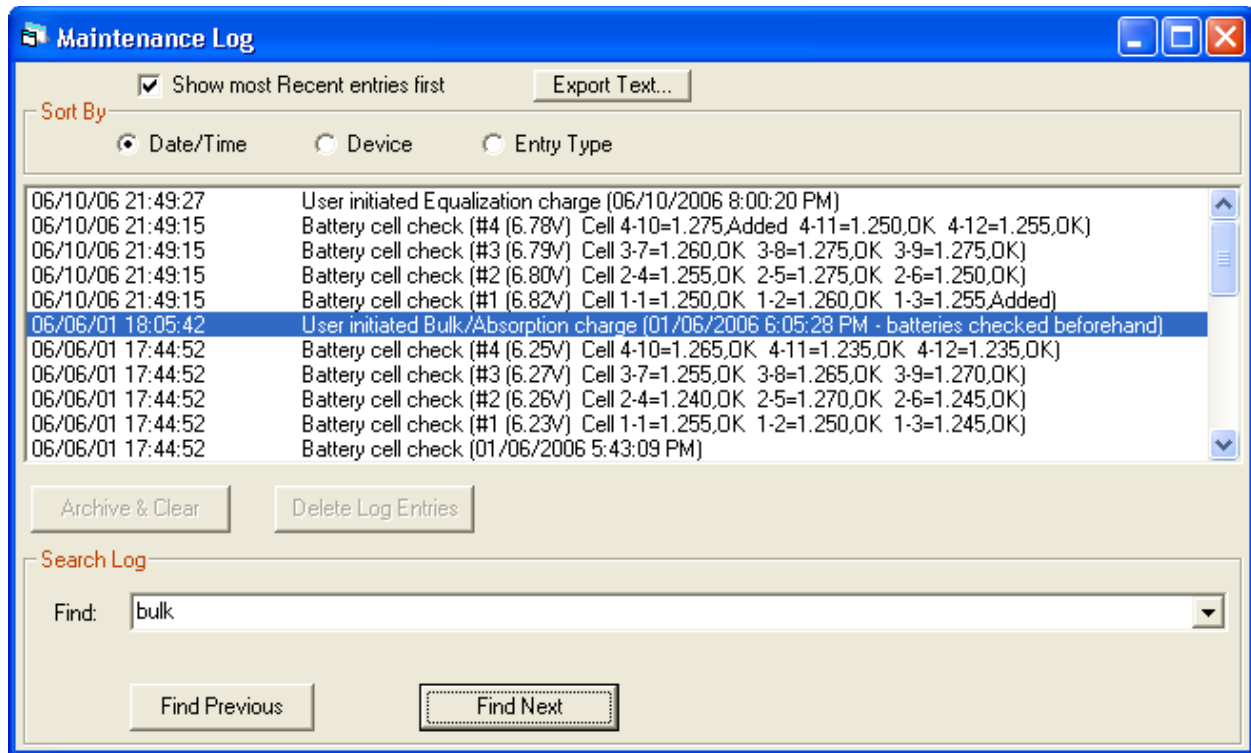 Maintenance Log
Show most Recent entries first Export Text...
Sort By
Date/Time Device Entry Type
06/10/06 21:49:27 User initiated Equalization charge (06/10/2006 8:00:20 PM)
06/10/06 21:49:15 Battery cell check (#4 (6.78V) Cell 4-10=1.275,Added 4-11=1.250,OK 4-12=1.255,OK)
06/10/06 21:49:15 Battery cell check (#3 (6.79V) Cell 3-7=1.260,OK 3-8=1.275,OK 3-9=1.275,OK)
06/10/06 21:49:15 Battery cell check (#2 (6.80V) Cell 2-4=1.255,OK 2-5=1.275,OK 2-6=1.250,OK)
06/10/06 21:49:15 Battery cell check (#1 (6.82V) Cell 1-1=1.250,OK 1-2=1.260,OK 1-3=1.255,Added)
06/06/01 18:05:42 User initiated Bulk/Absorption charge (01/06/2006 6:05:28 PM - batteries checked beforehand)
06/06/01 17:44:52 Battery cell check (#4 (6.25V) Cell 4-10=1.265,OK 4-11=1.235,OK 4-12=1.235,OK)
06/06/01 17:44:52 Battery cell check (#3 (6.27V) Cell 3-7=1.255,OK 3-8=1.265,OK 3-9=1.270,OK)
06/06/01 17:44:52 Battery cell check (#2 (6.26V) Cell 2-4=1.240,OK 2-5=1.270,OK 2-6=1.245,OK)
06/06/01 17:44:52 Battery cell check (#1 (6.23V) Cell 1-1=1.255,OK 1-2=1.250,OK 1-3=1.245,OK)
06/06/01 17:44:52 Battery cell check (01/06/2006 5:43:09 PM)
Archive & Clear Delete Log Entries
Search Log
Find: bulk
Find Previous Find Next